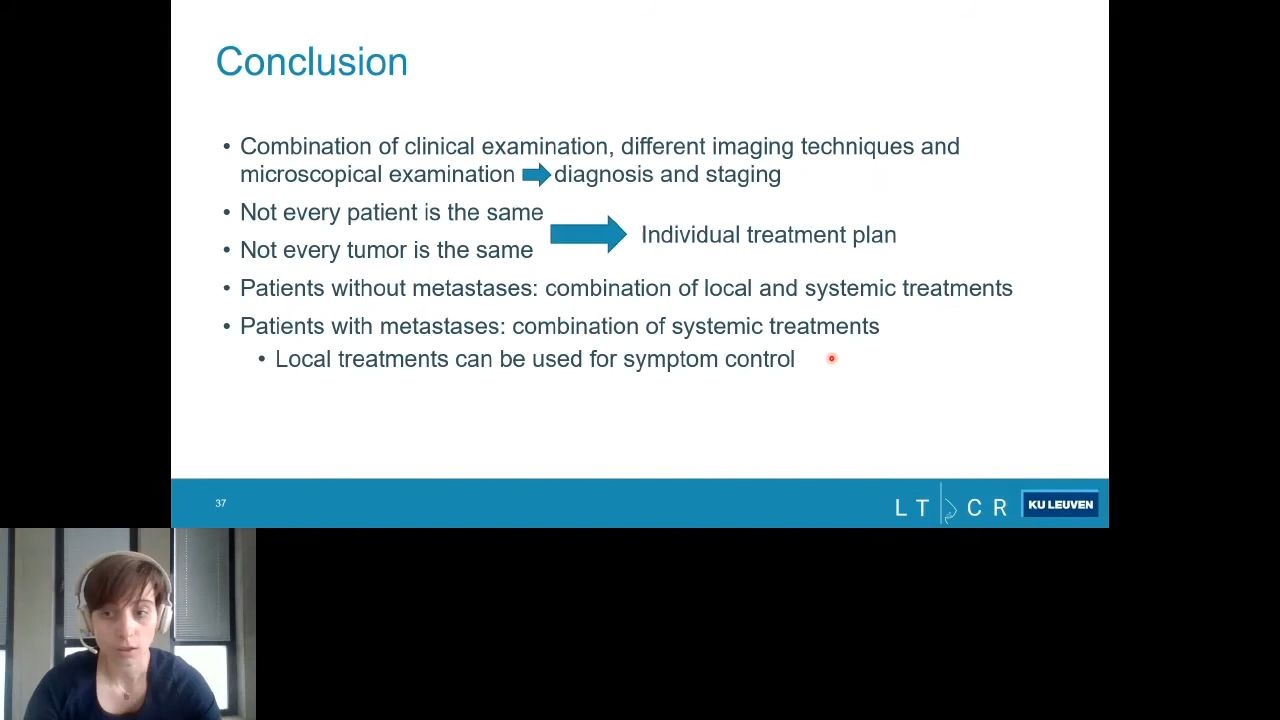 Conclusion
• Combination of clinical examination, different imaging techniques and
microscopical examination diagnosis and staging
• Not every patient is the same
• Not every tumor is the same
Individual treatment plan
• Patients without metastases: combination of local and systemic treatments
• Patients with metastases: combination of systemic treatments
• Local treatments can be used for symptom control
37
LT CR
KU LEUVEN